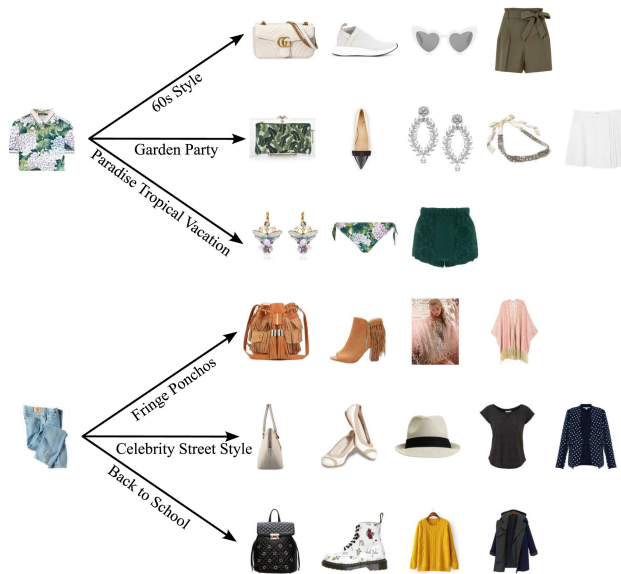 60s Style
Garden Party
Paradise Tropical Vacation
Fringe Ponchos
Celebrity Street Style
Back to School